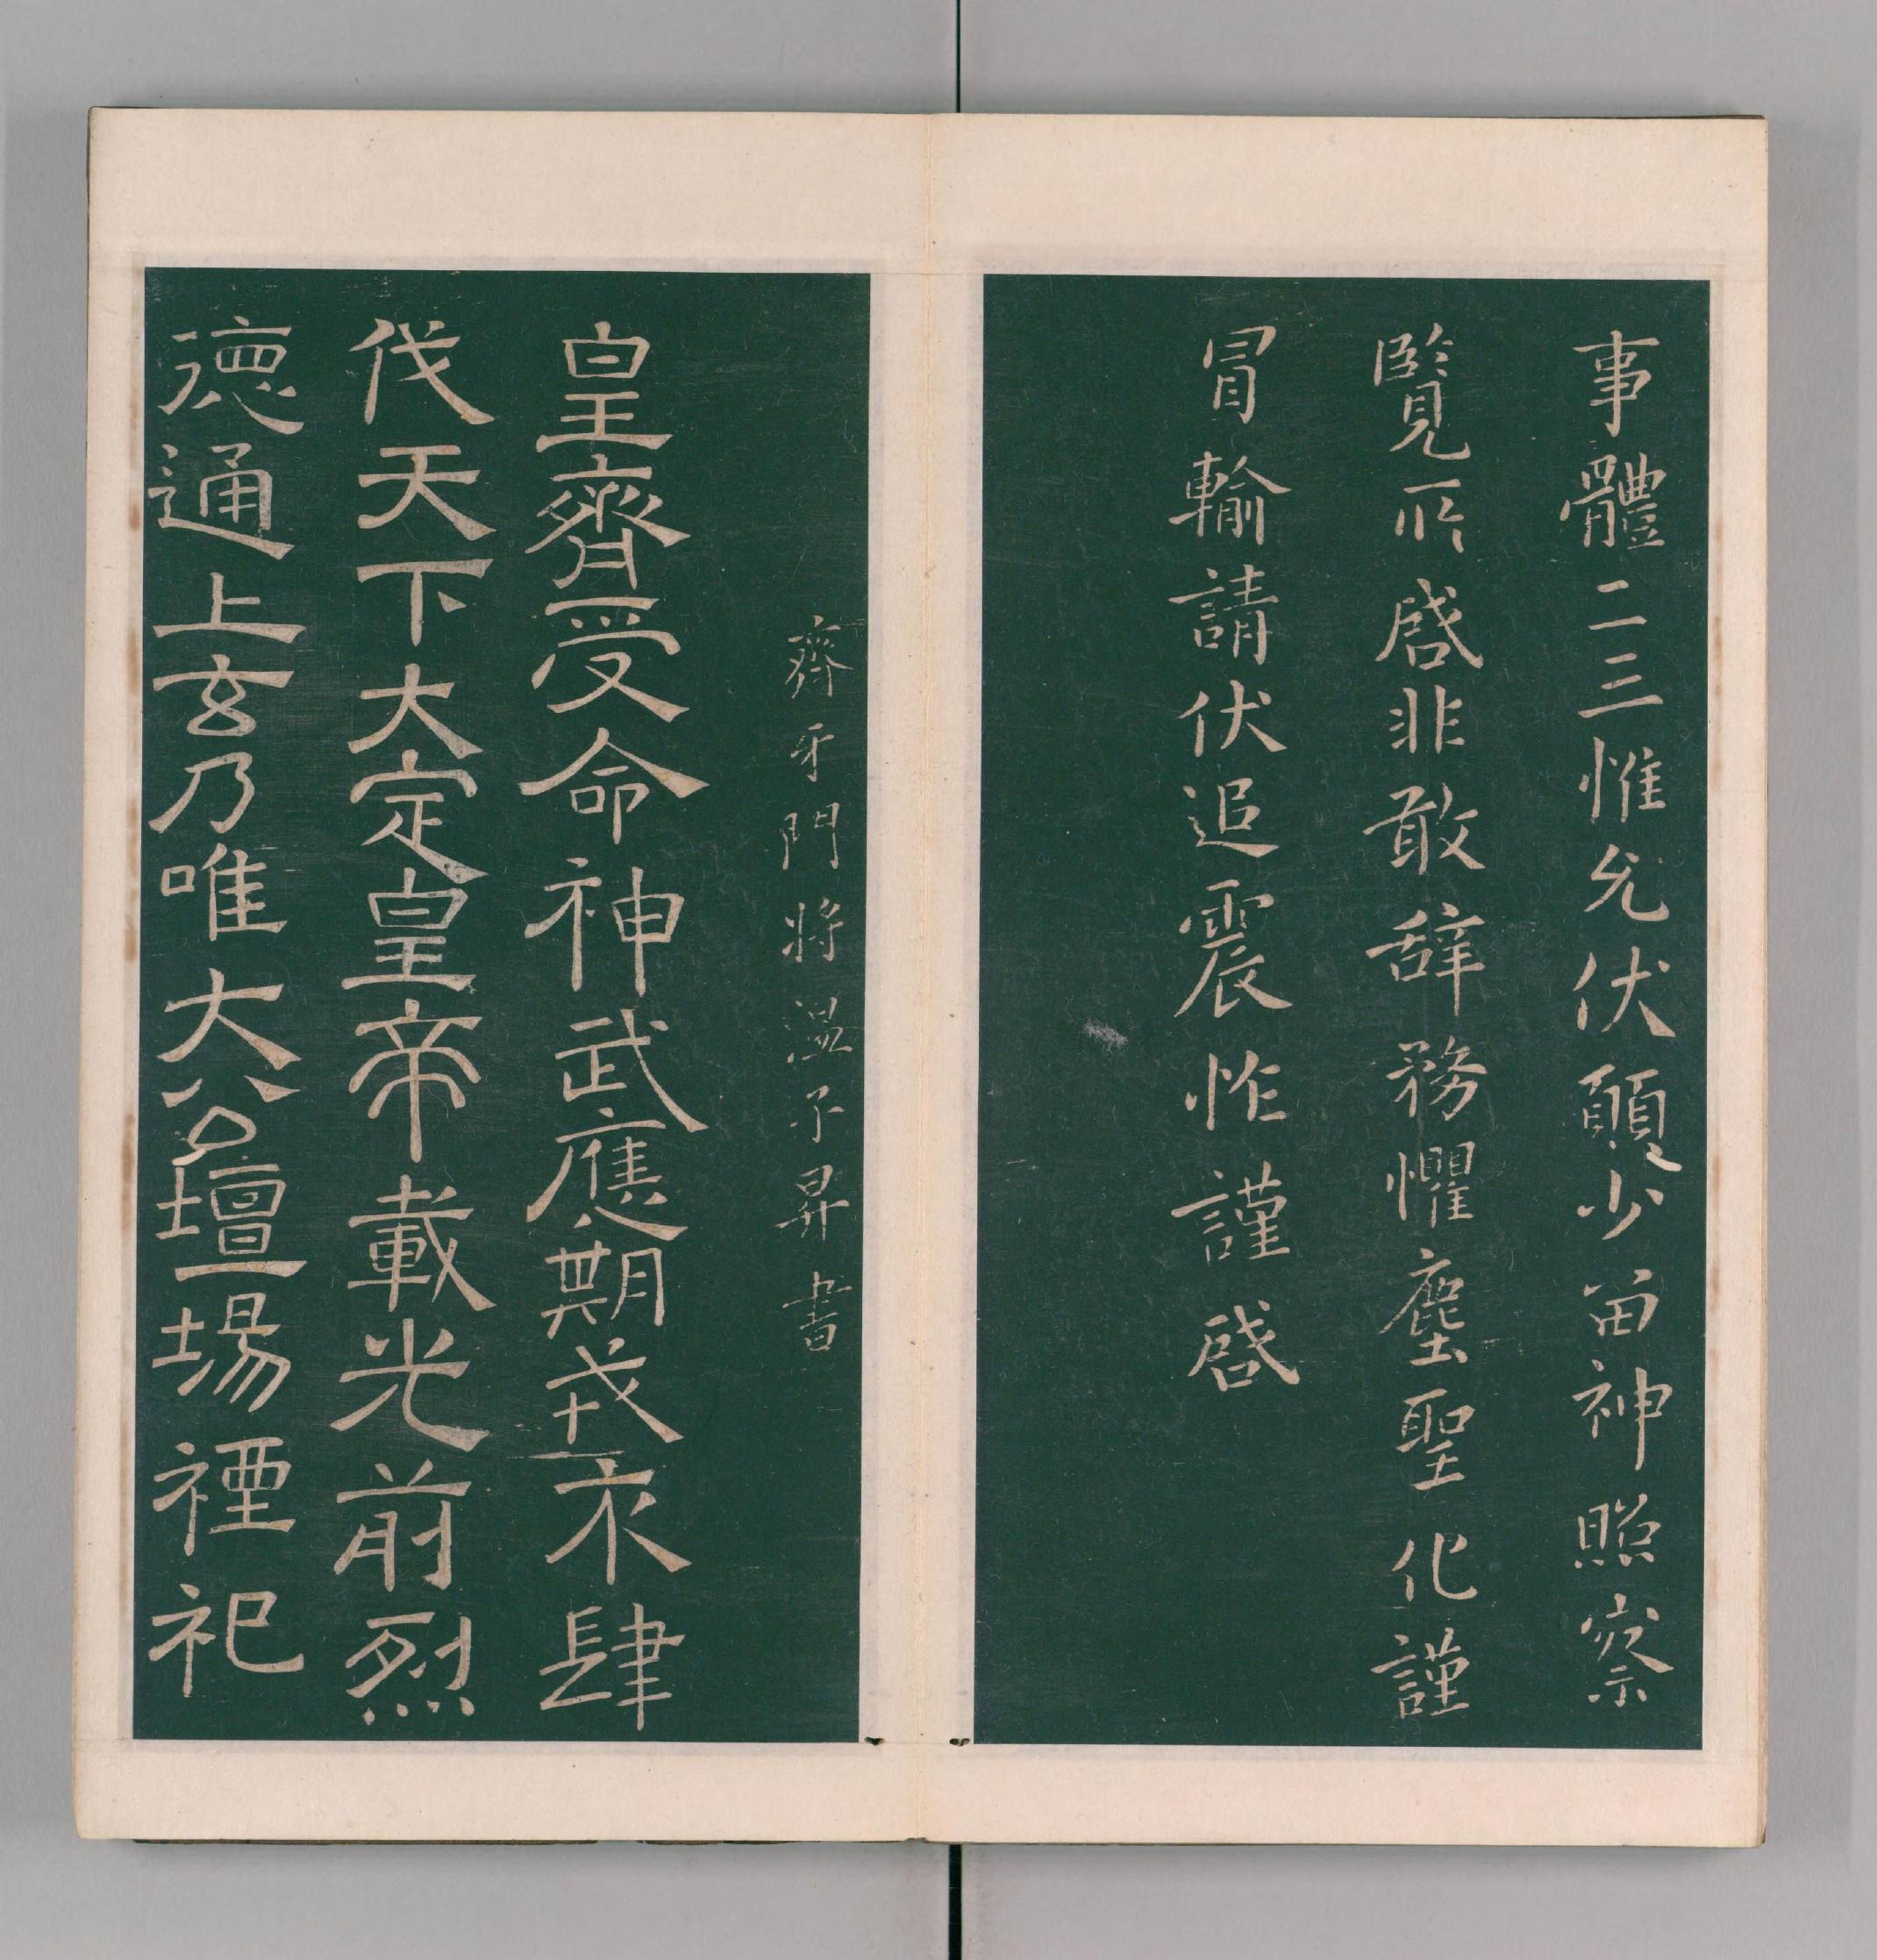 事體二三惟允伏願少留神照察
覽所啓非敢辞務懼塵聖化謹
冒輸請伏追震怍謹啓
齊牙門將温子昇書
皇齊受命神武應期戎衣肆
伐天下大定皇帝載光前烈
德通上玄乃唯大公壇場禋祀